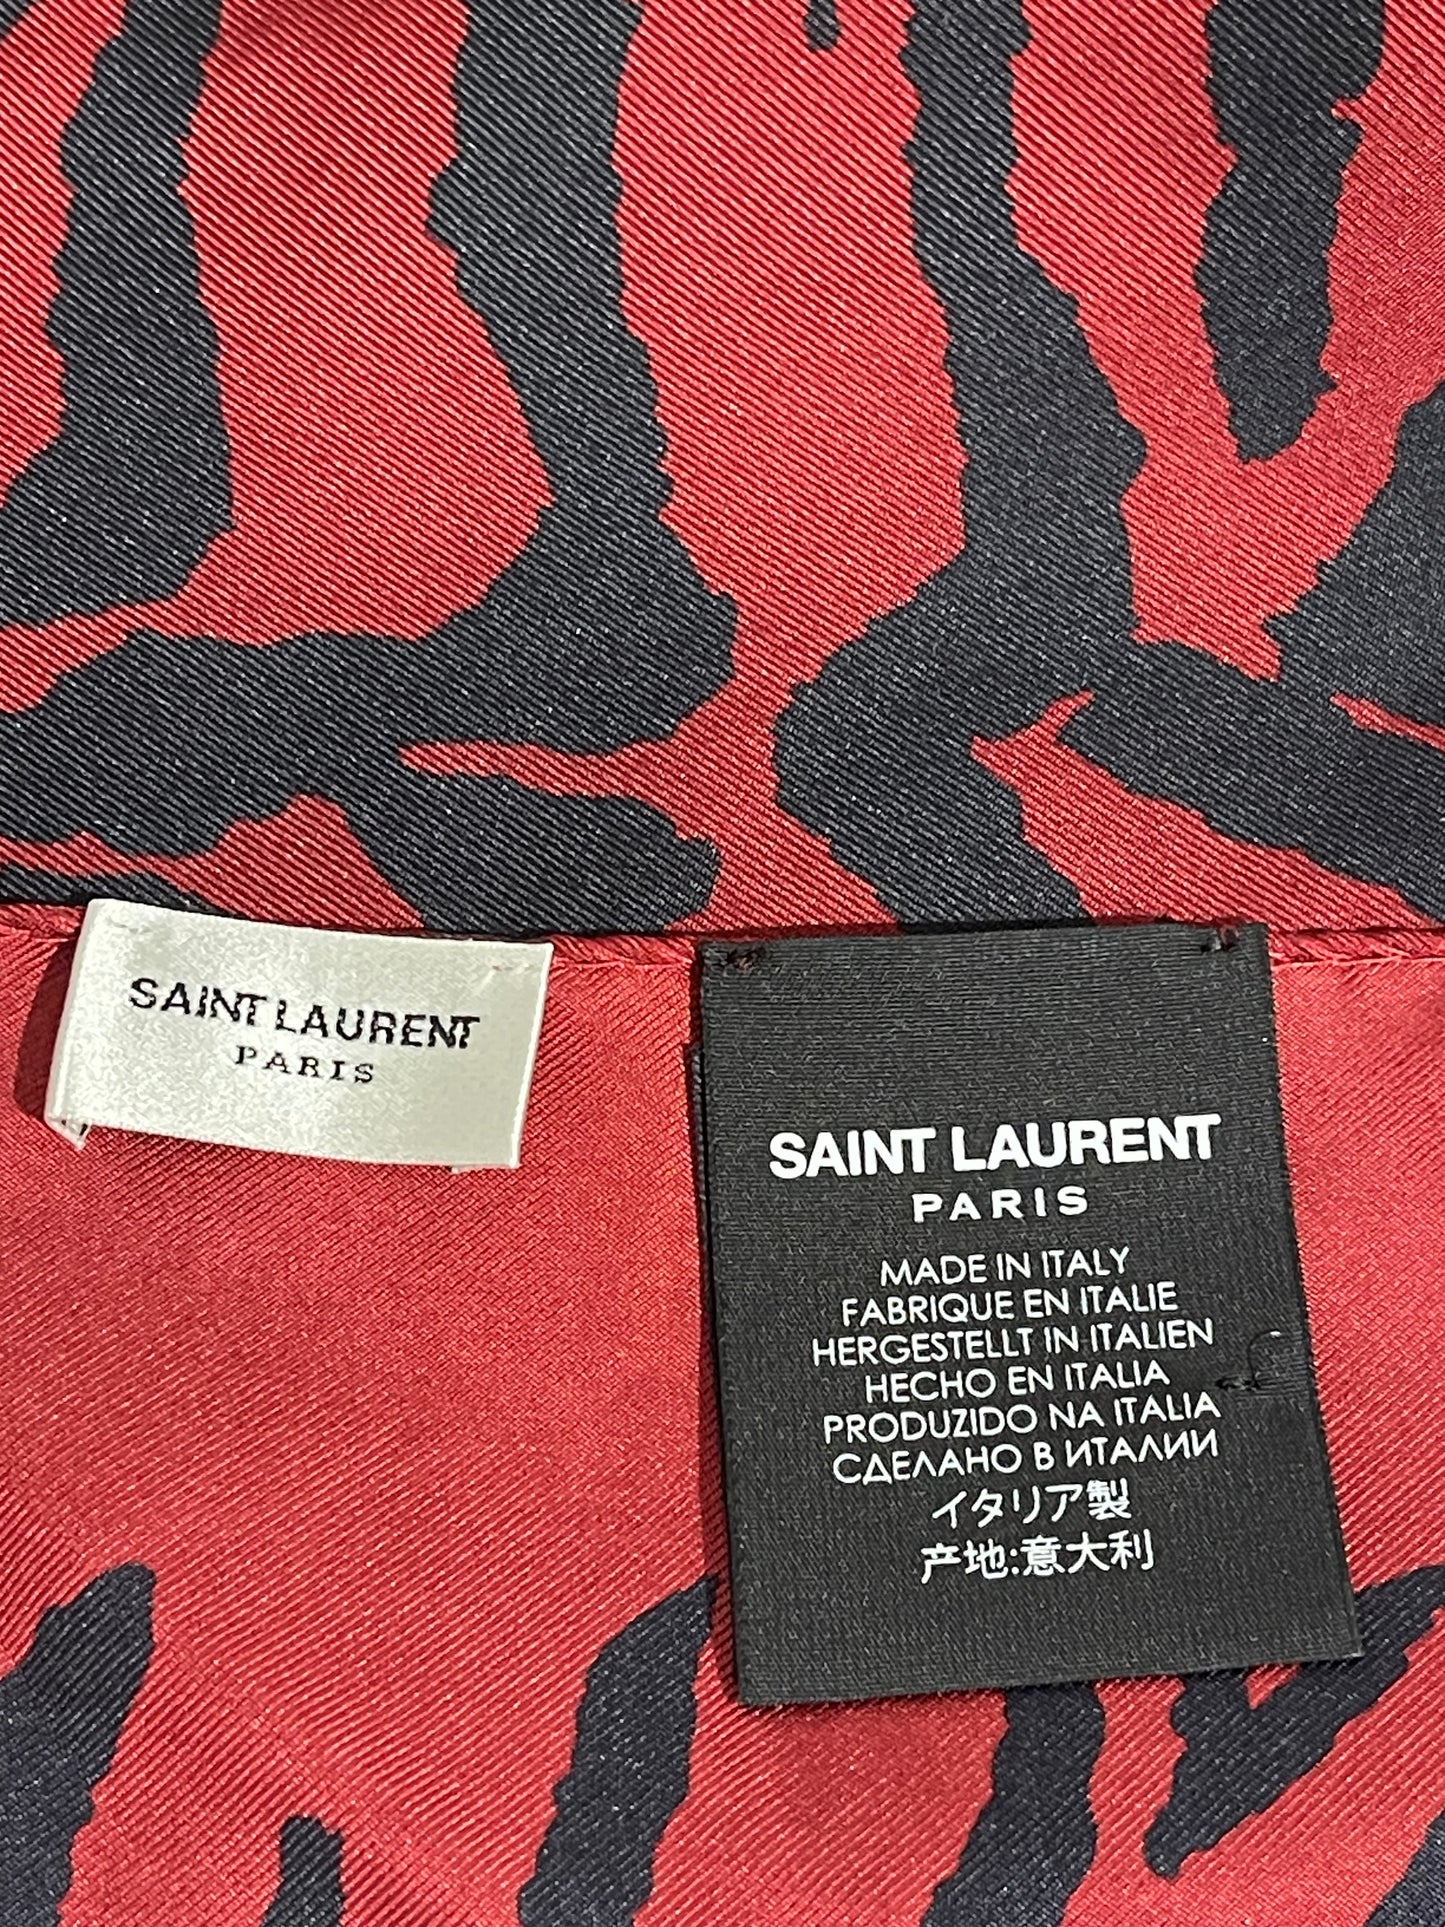 SAINT LAURENT
PARIS
SAINT LAURENT
PARIS
MADE IN ITALY
FABRIQUE EN ITALIE
HERGESTELLT IN ITALIEN
HECHO EN ITALIA
PRODUZIDO NA ITALIA
СДЕЛАНО В ИТАЛИИ
イタリア製
产地:意大利